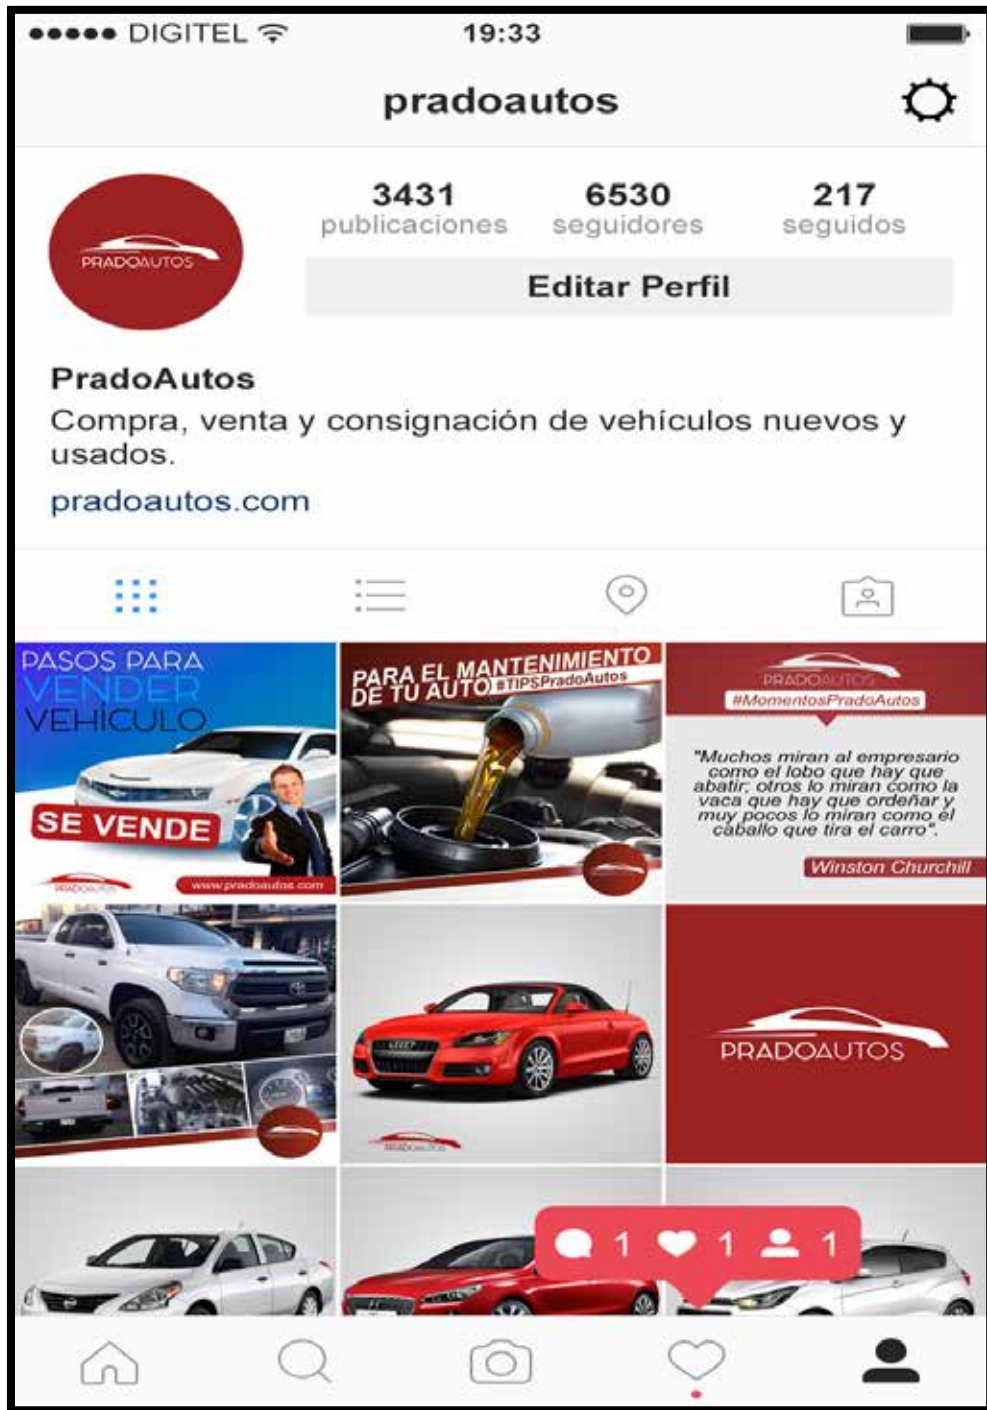 DIGITEL 19:33
pradoautos
3431 6530 217
publicaciones seguidores seguidos
Editar Perfil
PRADOAUTOS
PradoAutos
Compra, venta y consignación de vehículos nuevos y
usados.
pradoautos.com
PASOS PARA
VENDER
VEHÍCULO
SE VENDE
PRADOAUTOS
www.pradoautos.com
PARA EL MANTENIMIENTO
DE TU AUTO #TIPSPradoAutos
PRADOAUTOS
#MomentosPradoAutos
"Muchos miran al empresario
como el lobo que hay que
abatir; otros lo miran como la
vaca que hay que ordeñar y
muy pocos lo miran como el
caballo que tira el carro".
Winston Churchill
PRADOAUTOS
PRADOAUTOS
1 1 1